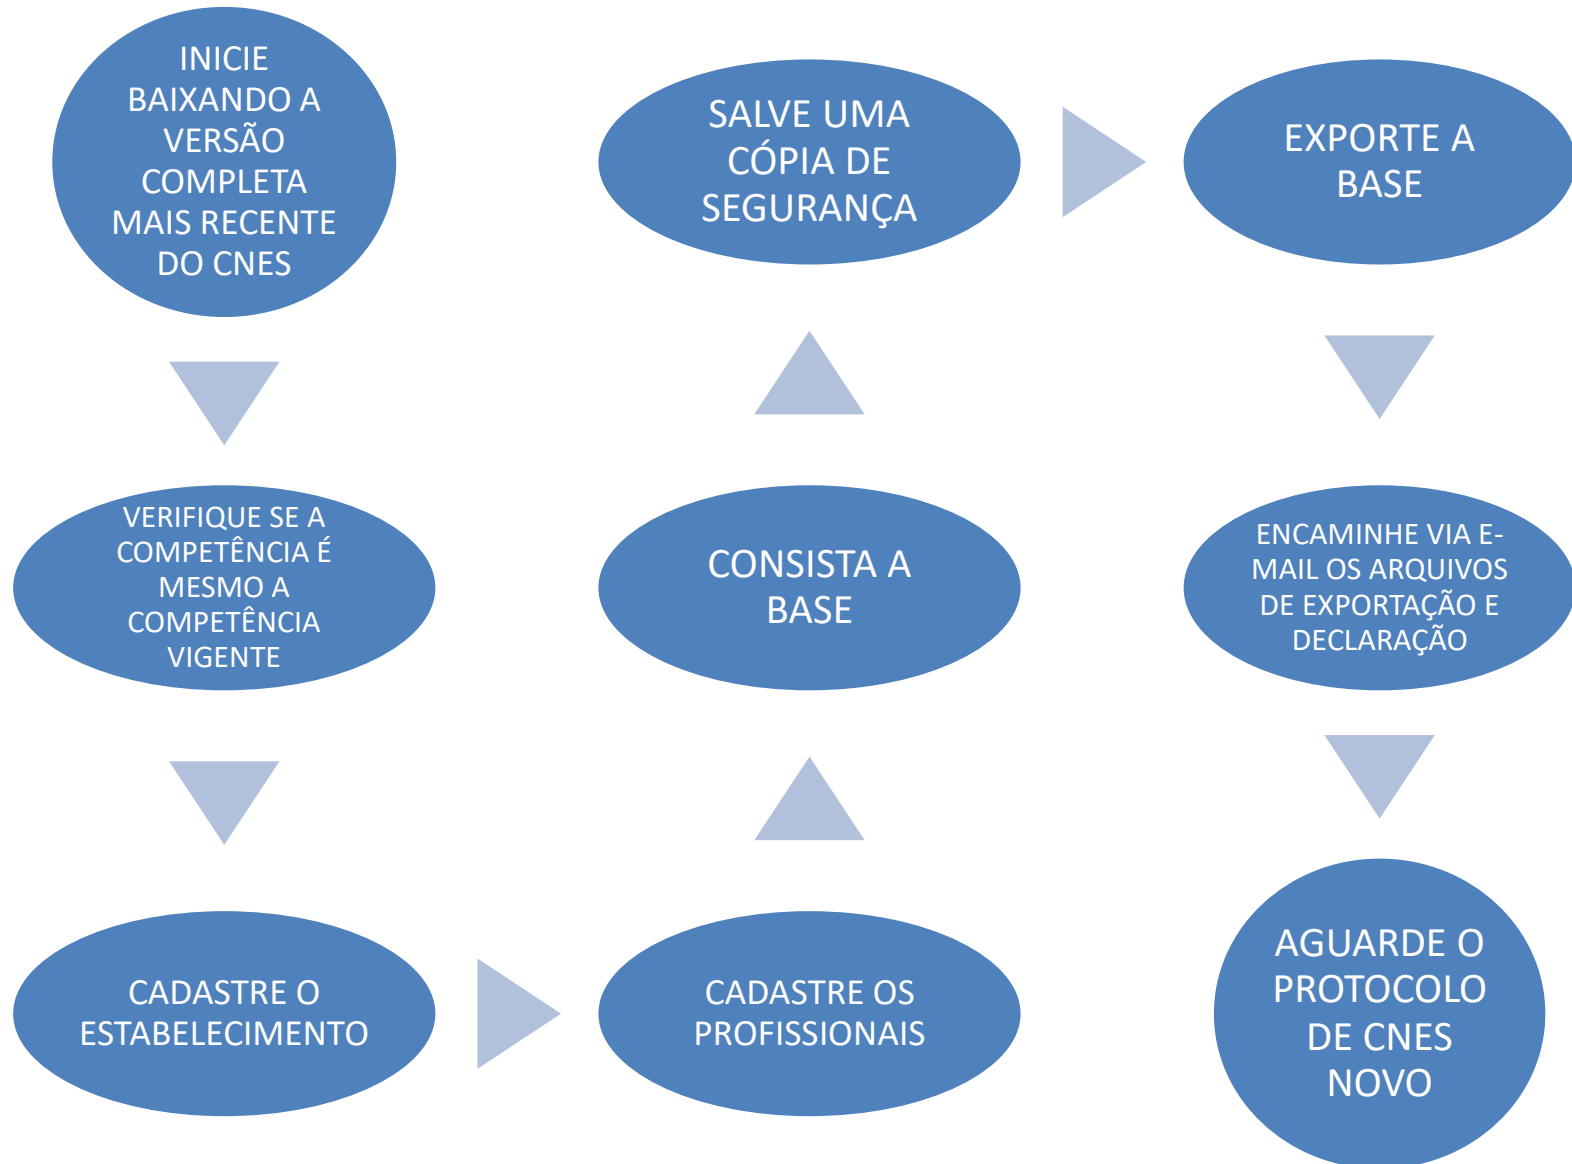 INICIE
BAIXANDO A
VERSÃO
COMPLETA
MAIS RECENTE
DO CNES
VERIFIQUE SE A
COMPETÊNCIA É
MESMO A
COMPETÊNCIA
VIGENTE
CADASTRE O
ESTABELECIMENTO
CADASTRE OS
PROFISSIONAIS
CONSISTA A
BASE
SALVE UMA
CÓPIA DE
SEGURANÇA
EXPORTE A
BASE
ENCAMINHE VIA E-
MAIL OS ARQUIVOS
DE EXPORTAÇÃO E
DECLARAÇÃO
AGUARDE O
PROTOCOLO
DE CNES
NOVO